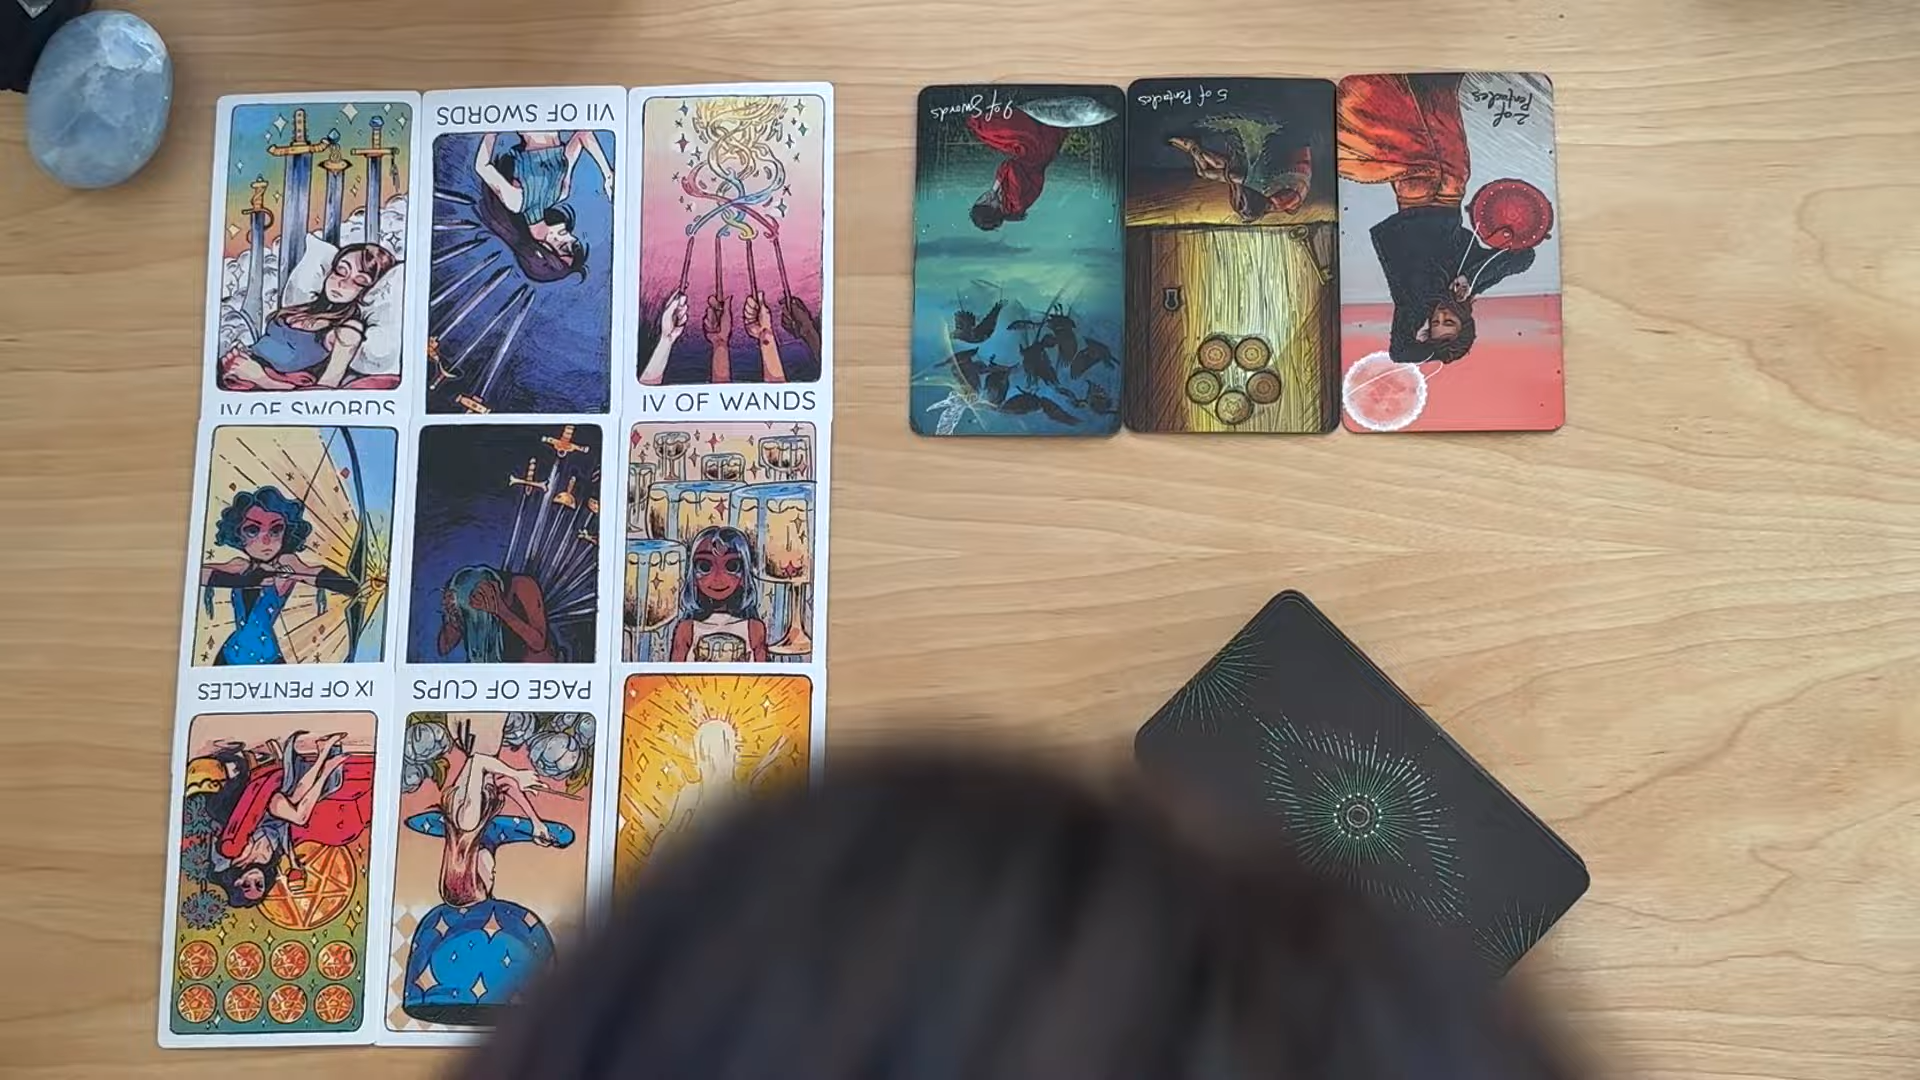 IV OF SWORDS
VII OF SWORDS
IV OF WANDS
IX OF PENTACLES
PAGE OF CUPS
9 of Swords
5 of Pentacles
2 of
Pentacles